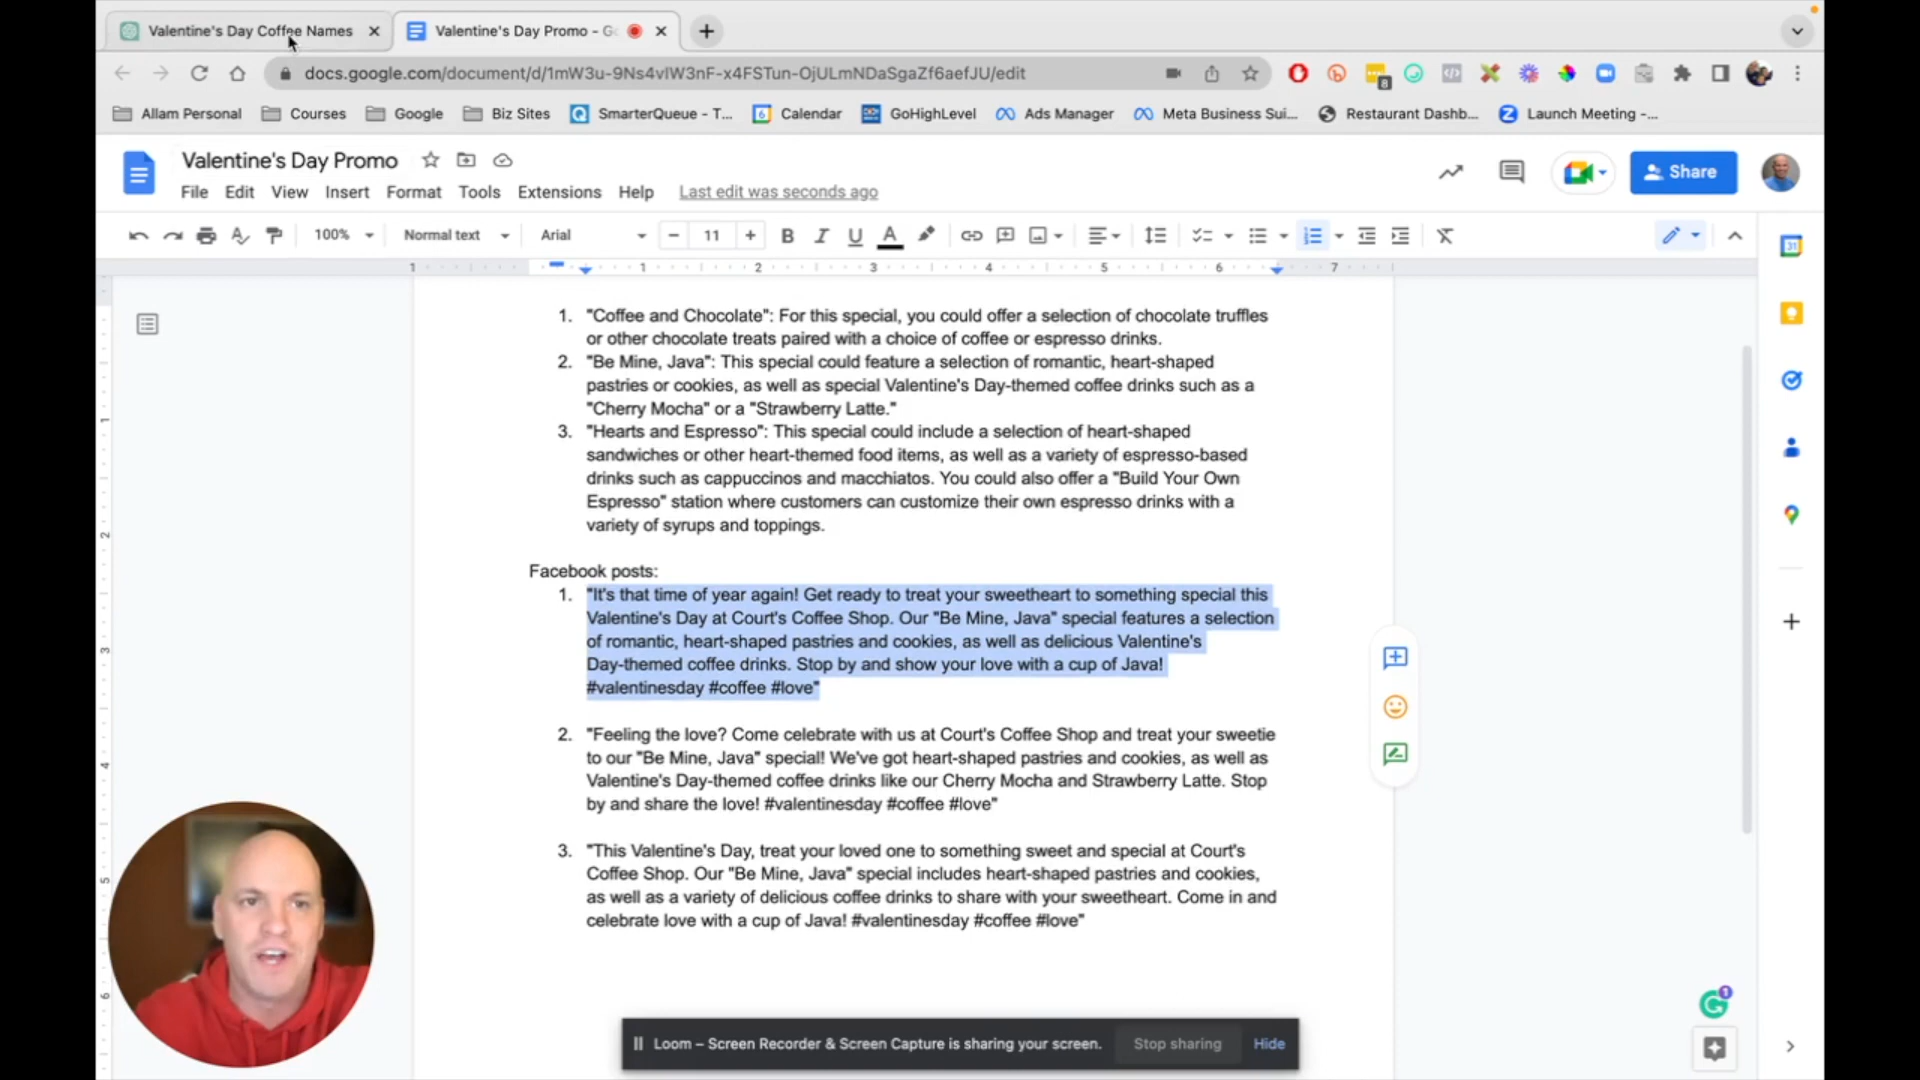 Valentine's Day Coffee Names
Valentine's Day Promo - Go
docs.google.com/document/d/1mW3u-9Ns4vIW3nF-x4FSTun-OjULmNDaSgaZf6aefJU/edit
8
Allam Personal
Courses
Google
Biz Sites
SmarterQueue - T...
Calendar
GoHighLevel
Ads Manager
Meta Business Sui...
Restaurant Dashb...
Launch Meeting -...
Valentine's Day Promo
Share
File Edit View Insert Format Tools Extensions Help Last edit was seconds ago
100% Normal text Arial 11 B I U A
1 1 2 3 4 5 6 7
31
1. "Coffee and Chocolate": For this special, you could offer a selection of chocolate truffles
or other chocolate treats paired with a choice of coffee or espresso drinks.
2. "Be Mine, Java": This special could feature a selection of romantic, heart-shaped
pastries or cookies, as well as special Valentine's Day-themed coffee drinks such as a
"Cherry Mocha" or a "Strawberry Latte."
3. "Hearts and Espresso": This special could include a selection of heart-shaped
sandwiches or other heart-themed food items, as well as a variety of espresso-based
drinks such as cappuccinos and macchiatos. You could also offer a "Build Your Own
Espresso" station where customers can customize their own espresso drinks with a
variety of syrups and toppings.
Facebook posts:
1. "It's that time of year again! Get ready to treat your sweetheart to something special this
Valentine's Day at Court's Coffee Shop. Our "Be Mine, Java" special features a selection
of romantic, heart-shaped pastries and cookies, as well as delicious Valentine's
Day-themed coffee drinks. Stop by and show your love with a cup of Java!
#valentinesday #coffee #love"
2. "Feeling the love? Come celebrate with us at Court's Coffee Shop and treat your sweetie
to our "Be Mine, Java" special! We've got heart-shaped pastries and cookies, as well as
Valentine's Day-themed coffee drinks like our Cherry Mocha and Strawberry Latte. Stop
by and share the love! #valentinesday #coffee #love"
3. "This Valentine's Day, treat your loved one to something sweet and special at Court's
Coffee Shop. Our "Be Mine, Java" special includes heart-shaped pastries and cookies,
as well as a variety of delicious coffee drinks to share with your sweetheart. Come in and
celebrate love with a cup of Java! #valentinesday #coffee #love"
1
2
3
4
5
6
1
Loom – Screen Recorder & Screen Capture is sharing your screen. Stop sharing Hide